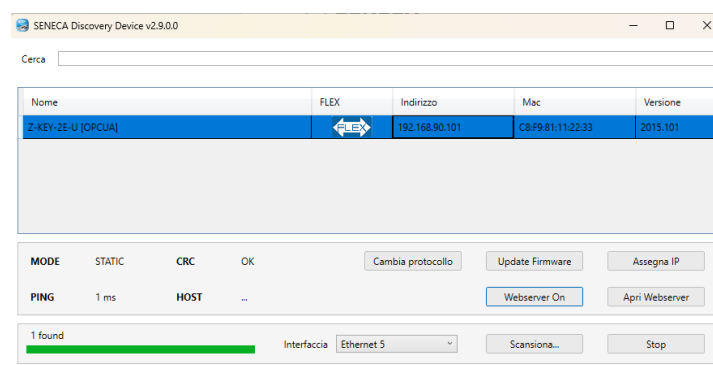 SENECA Discovery Device v2.9.0.0
Cerca
Nome FLEX Indirizzo Mac Versione
Z-KEY-2E-U [OPCUA] FLEX 192.168.90.101 C8:F9:81:11:22:33 2015.101
MODE STATIC CRC OK Cambia protocollo Update Firmware Assegna IP
PING 1 ms HOST ... Webserver On Apri Webserver
1 found
Interfaccia Ethernet 5 Scansiona... Stop